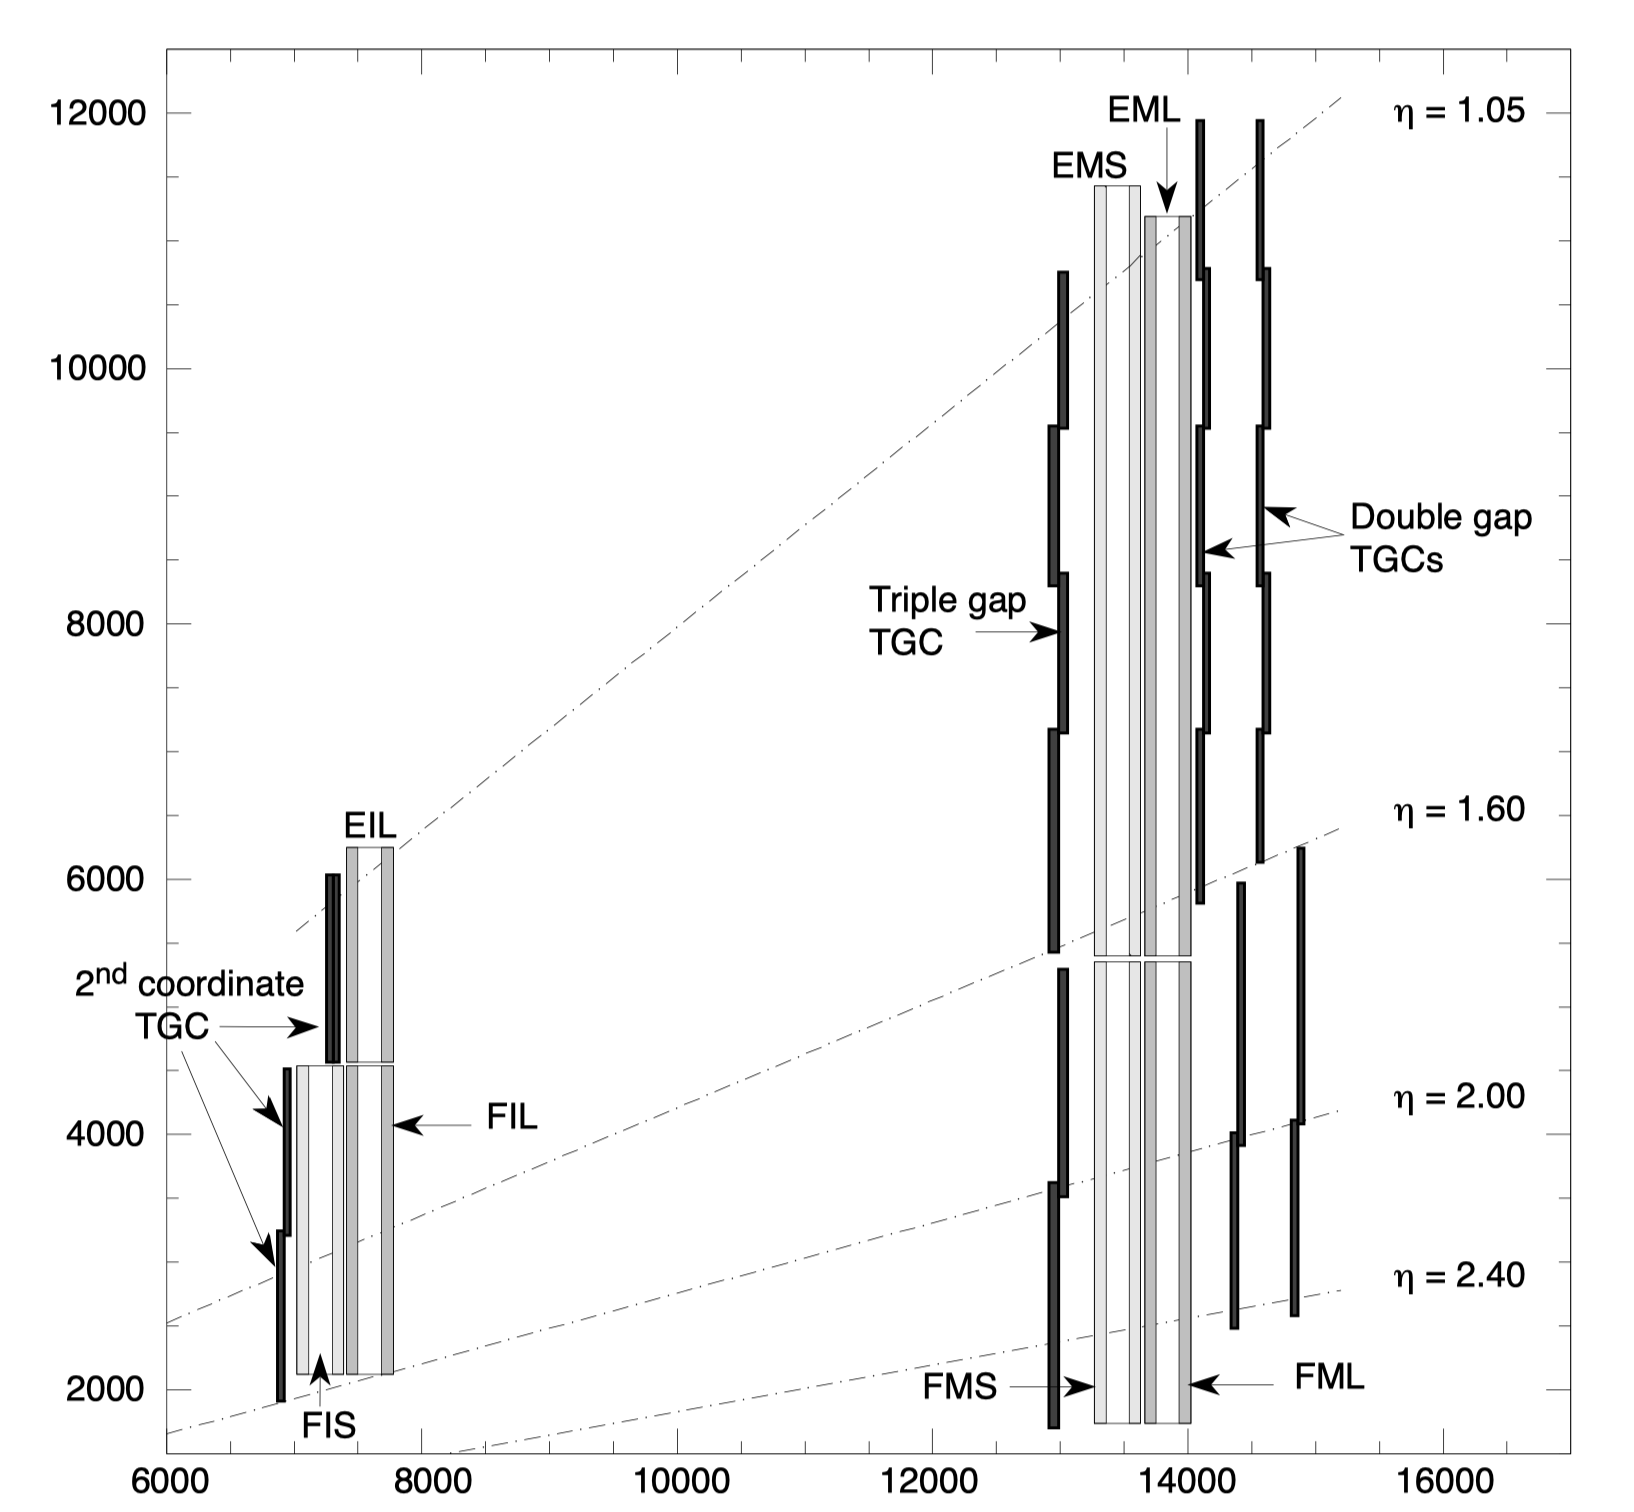 12000
EML
η = 1.05
EMS
10000
Double gap
TGCs
Triple gap
8000
TGC
η = 1.60
EIL
6000
2nd coordinate
TGC
FIL
η = 2.00
4000
η = 2.40
2000
FMS
FML
FIS
6000 8000 10000 12000 14000 16000